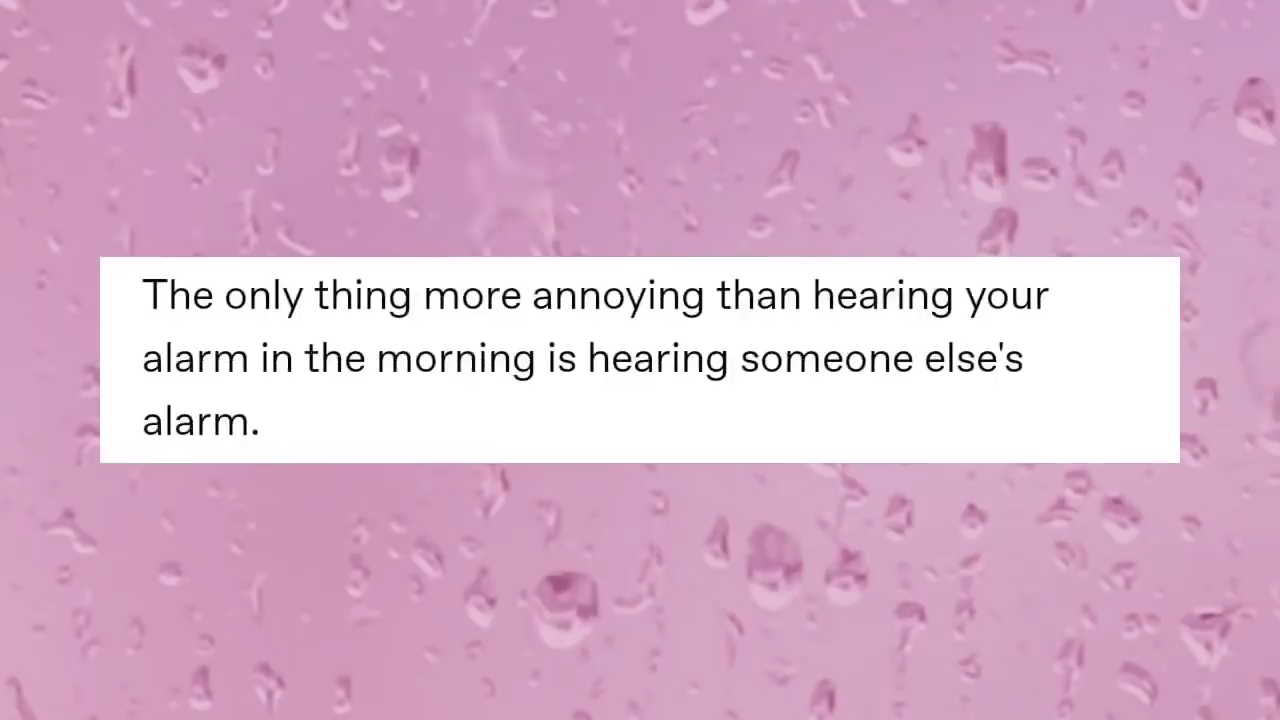 The only thing more annoying than hearing your
alarm in the morning is hearing someone else's
alarm.